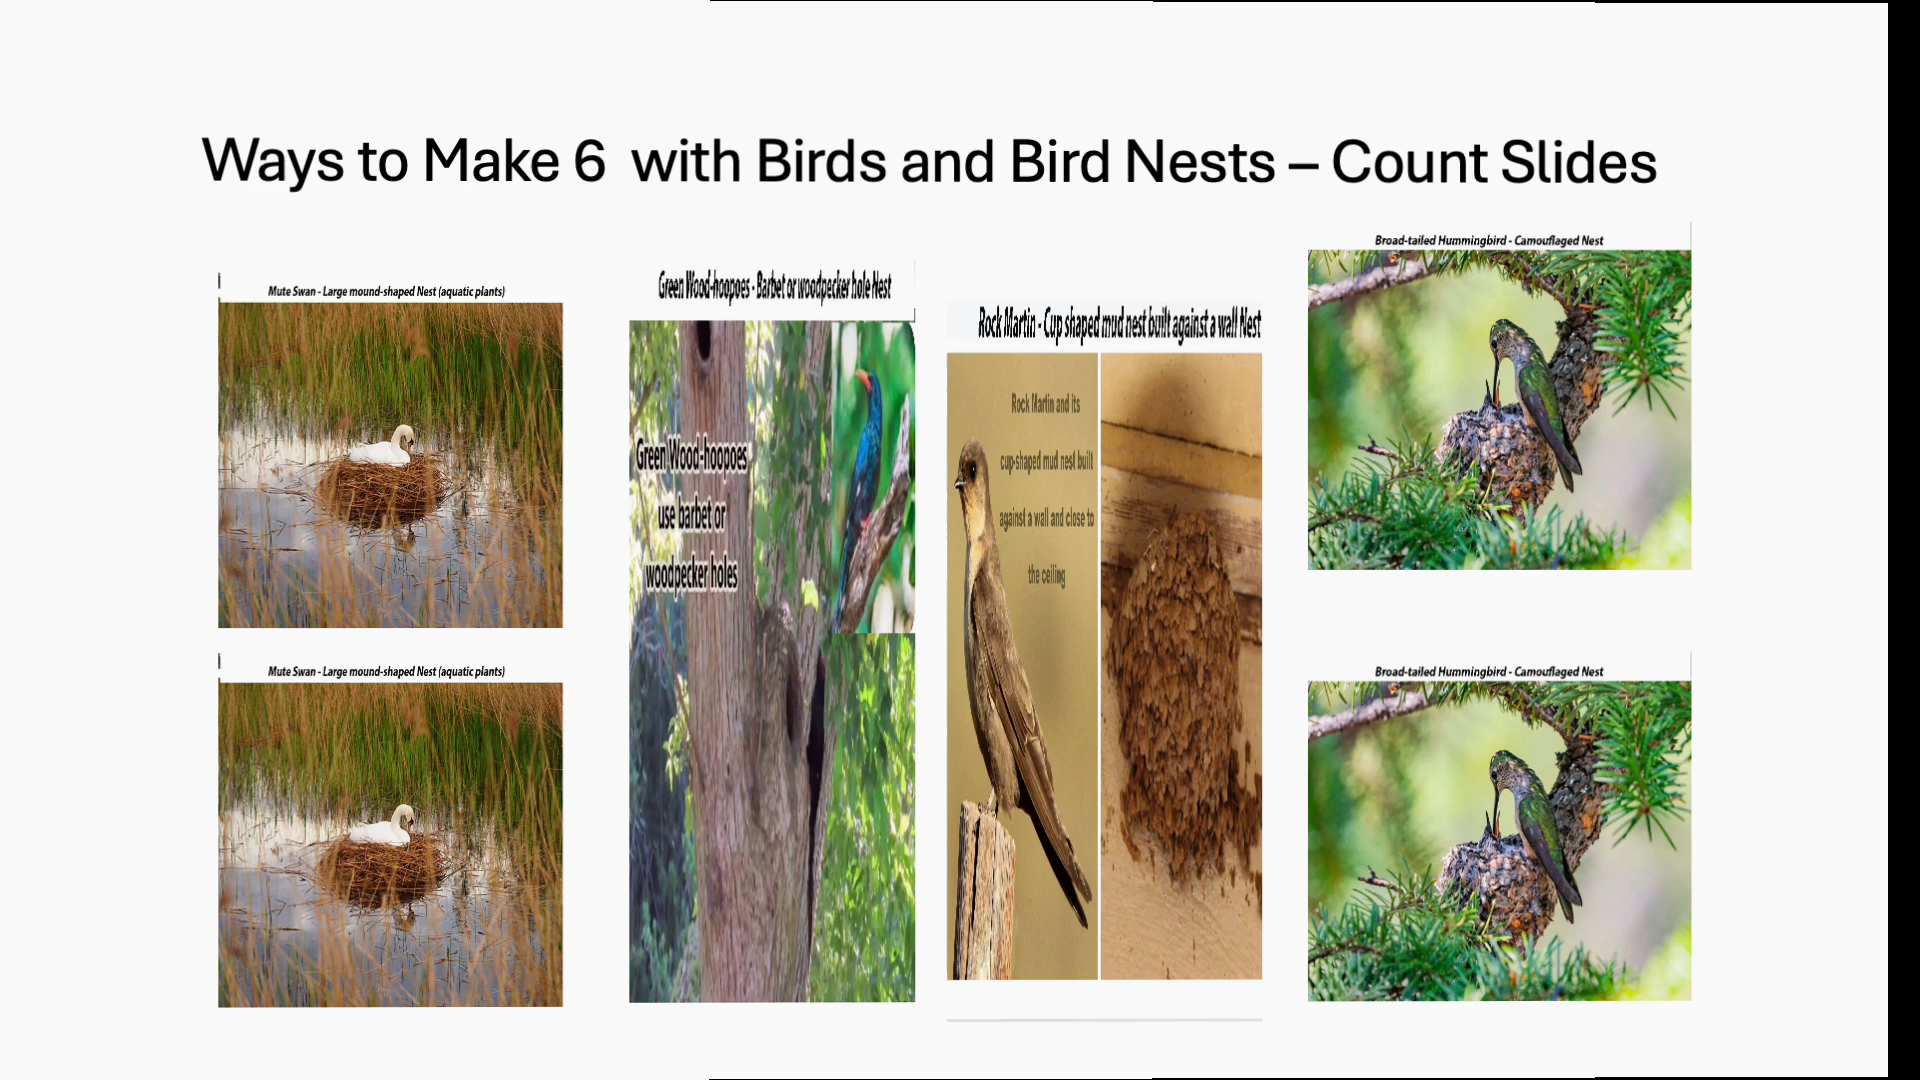 Ways to Make 6 with Birds and Bird Nests – Count Slides
Mute Swan - Large mound-shaped Nest (aquatic plants)
Mute Swan - Large mound-shaped Nest (aquatic plants)
Green Wood-hoopoes - Barbet or woodpecker hole Nest
Green Wood-hoopoes
use barbet or
woodpecker holes
Rock Martin - Cup shaped mud nest built against a wall Nest
Rock Martin and its
cup-shaped mud nest built
against a wall and close to
the ceiling
Broad-tailed Hummingbird - Camouflaged Nest
Broad-tailed Hummingbird - Camouflaged Nest